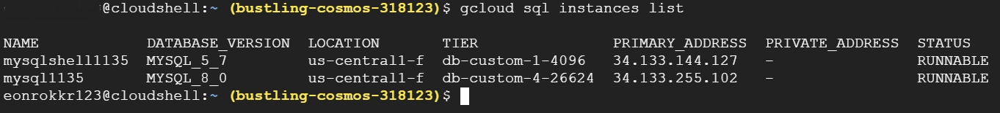 @cloudshell:~ (bustling-cosmos-318123)$ gcloud sql instances list
NAME DATABASE_VERSION LOCATION TIER PRIMARY_ADDRESS PRIVATE_ADDRESS STATUS
mysqlshell1135 MYSQL_5_7 us-central1-f db-custom-1-4096 34.133.144.127 - RUNNABLE
mysql1135 MYSQL_8_0 us-central1-f db-custom-4-26624 34.133.255.102 - RUNNABLE
eonrokkr123@cloudshell:~ (bustling-cosmos-318123)$